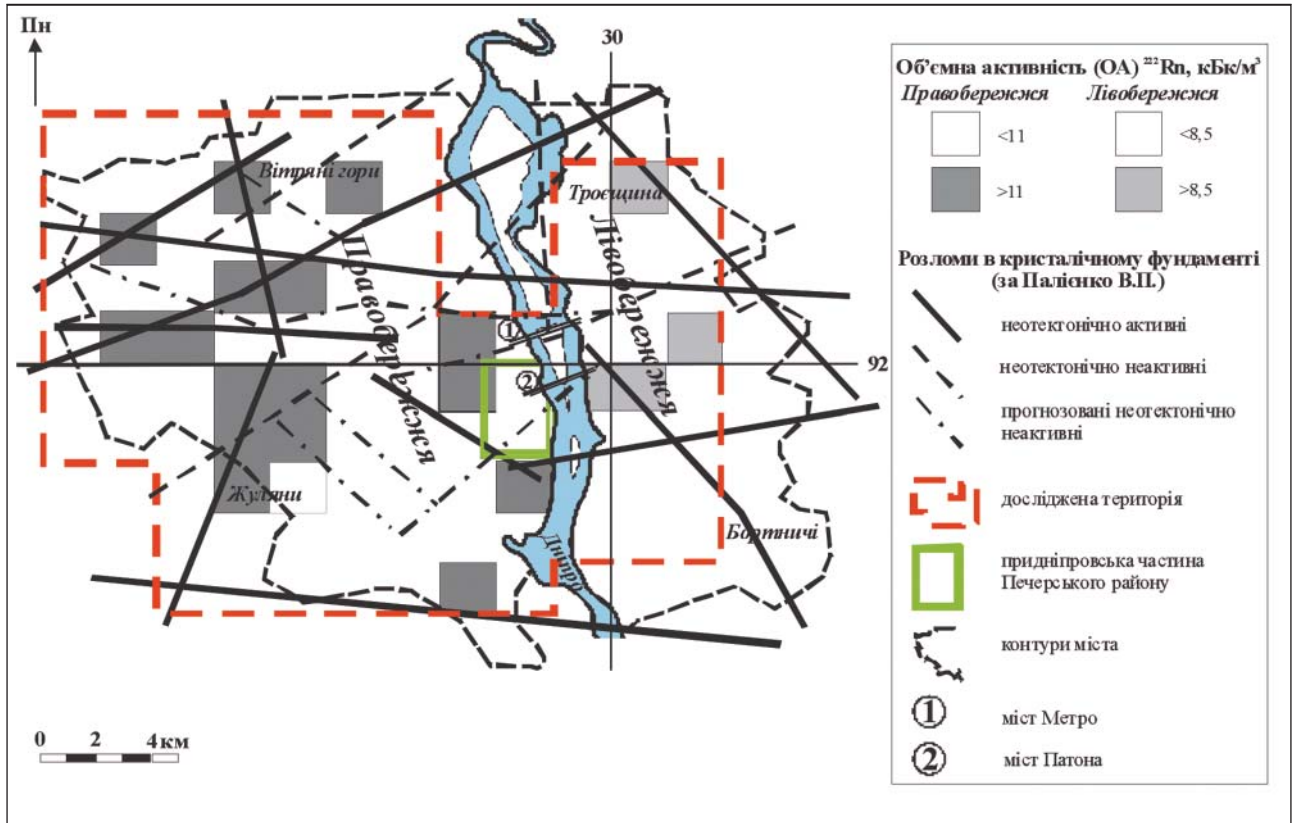 Пн
30
Вітряні гори
Троєщина
Правобережжя
Лівобережжя
1
92
2
Жуляни
Бортничі
Дніпро
0 2 4 км
Об’ємна активність (ОА) ²²²Rn, кБк/м³
Правобережжя Лівобережжя
<11 <8,5
>11 >8,5
Розломи в кристалічному фундаменті
(за Палієнко В.П.)
неотектонічно активні
неотектонічно неактивні
прогнозовані неотектонічно
неактивні
досліджена територія
придніпровська частина
Печерського району
контури міста
1 міст Метро
2 міст Патона